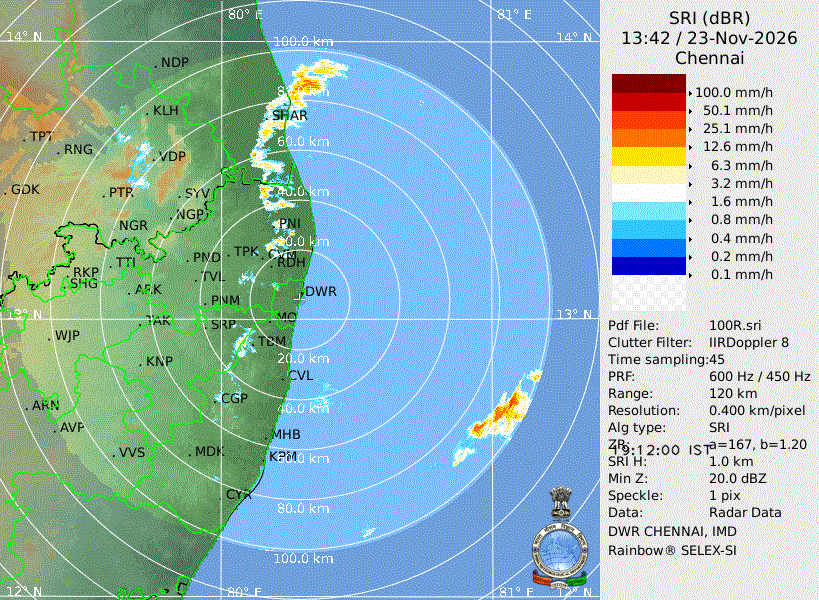 80° E
81° E
14° N
14° N
100.0 km
NDP
KLH
SHAR
TPT
60.0 km
RNG
VDP
GDK
PTR
SYV
40.0 km
NGP
NGR
PNI
20.0 km
TPK
PND
RDH
TTI
RKP
TVL
SHG
ARK
DWR
PNM
13° N
13° N
TAK
SRP
WJP
TBM
20.0 km
KNP
CVL
CGP
ARN
40.0 km
AVP
MHB
VVS
MDK
KPM
60.0 km
CYR
80.0 km
100.0 km
12° N
80° E
81° E
12° N
SRI (dBR)
13:42 / 23-Nov-2026
Chennai
100.0 mm/h
50.1 mm/h
25.1 mm/h
12.6 mm/h
6.3 mm/h
3.2 mm/h
1.6 mm/h
0.8 mm/h
0.4 mm/h
0.2 mm/h
0.1 mm/h
Pdf File: 100R.sri
Clutter Filter: IIRDoppler 8
Time sampling:45
PRF: 600 Hz / 450 Hz
Range: 120 km
Resolution: 0.400 km/pixel
Alg type: SRI
ZR: a=167, b=1.20
19:12:00 IST
SRI H: 1.0 km
Min Z: 20.0 dBZ
Speckle: 1 pix
Data: Radar Data
DWR CHENNAI, IMD
Rainbow® SELEX-SI